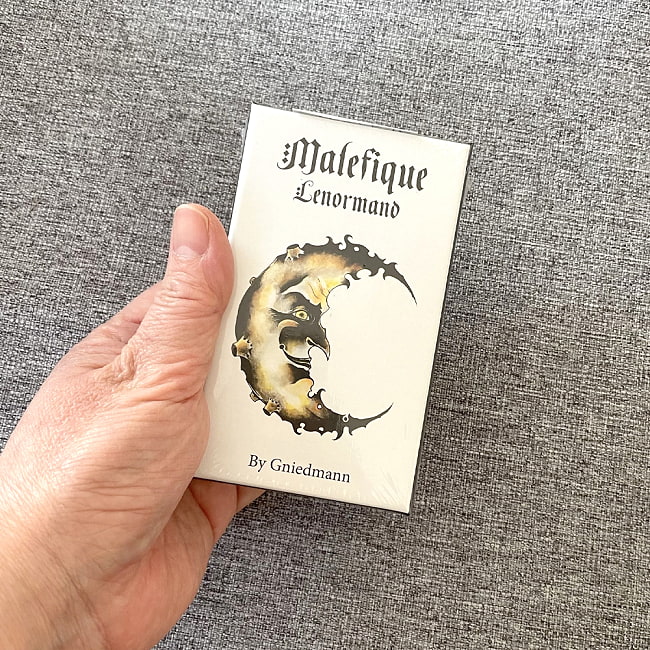 Malefique
Lenormand
By Gniedmann